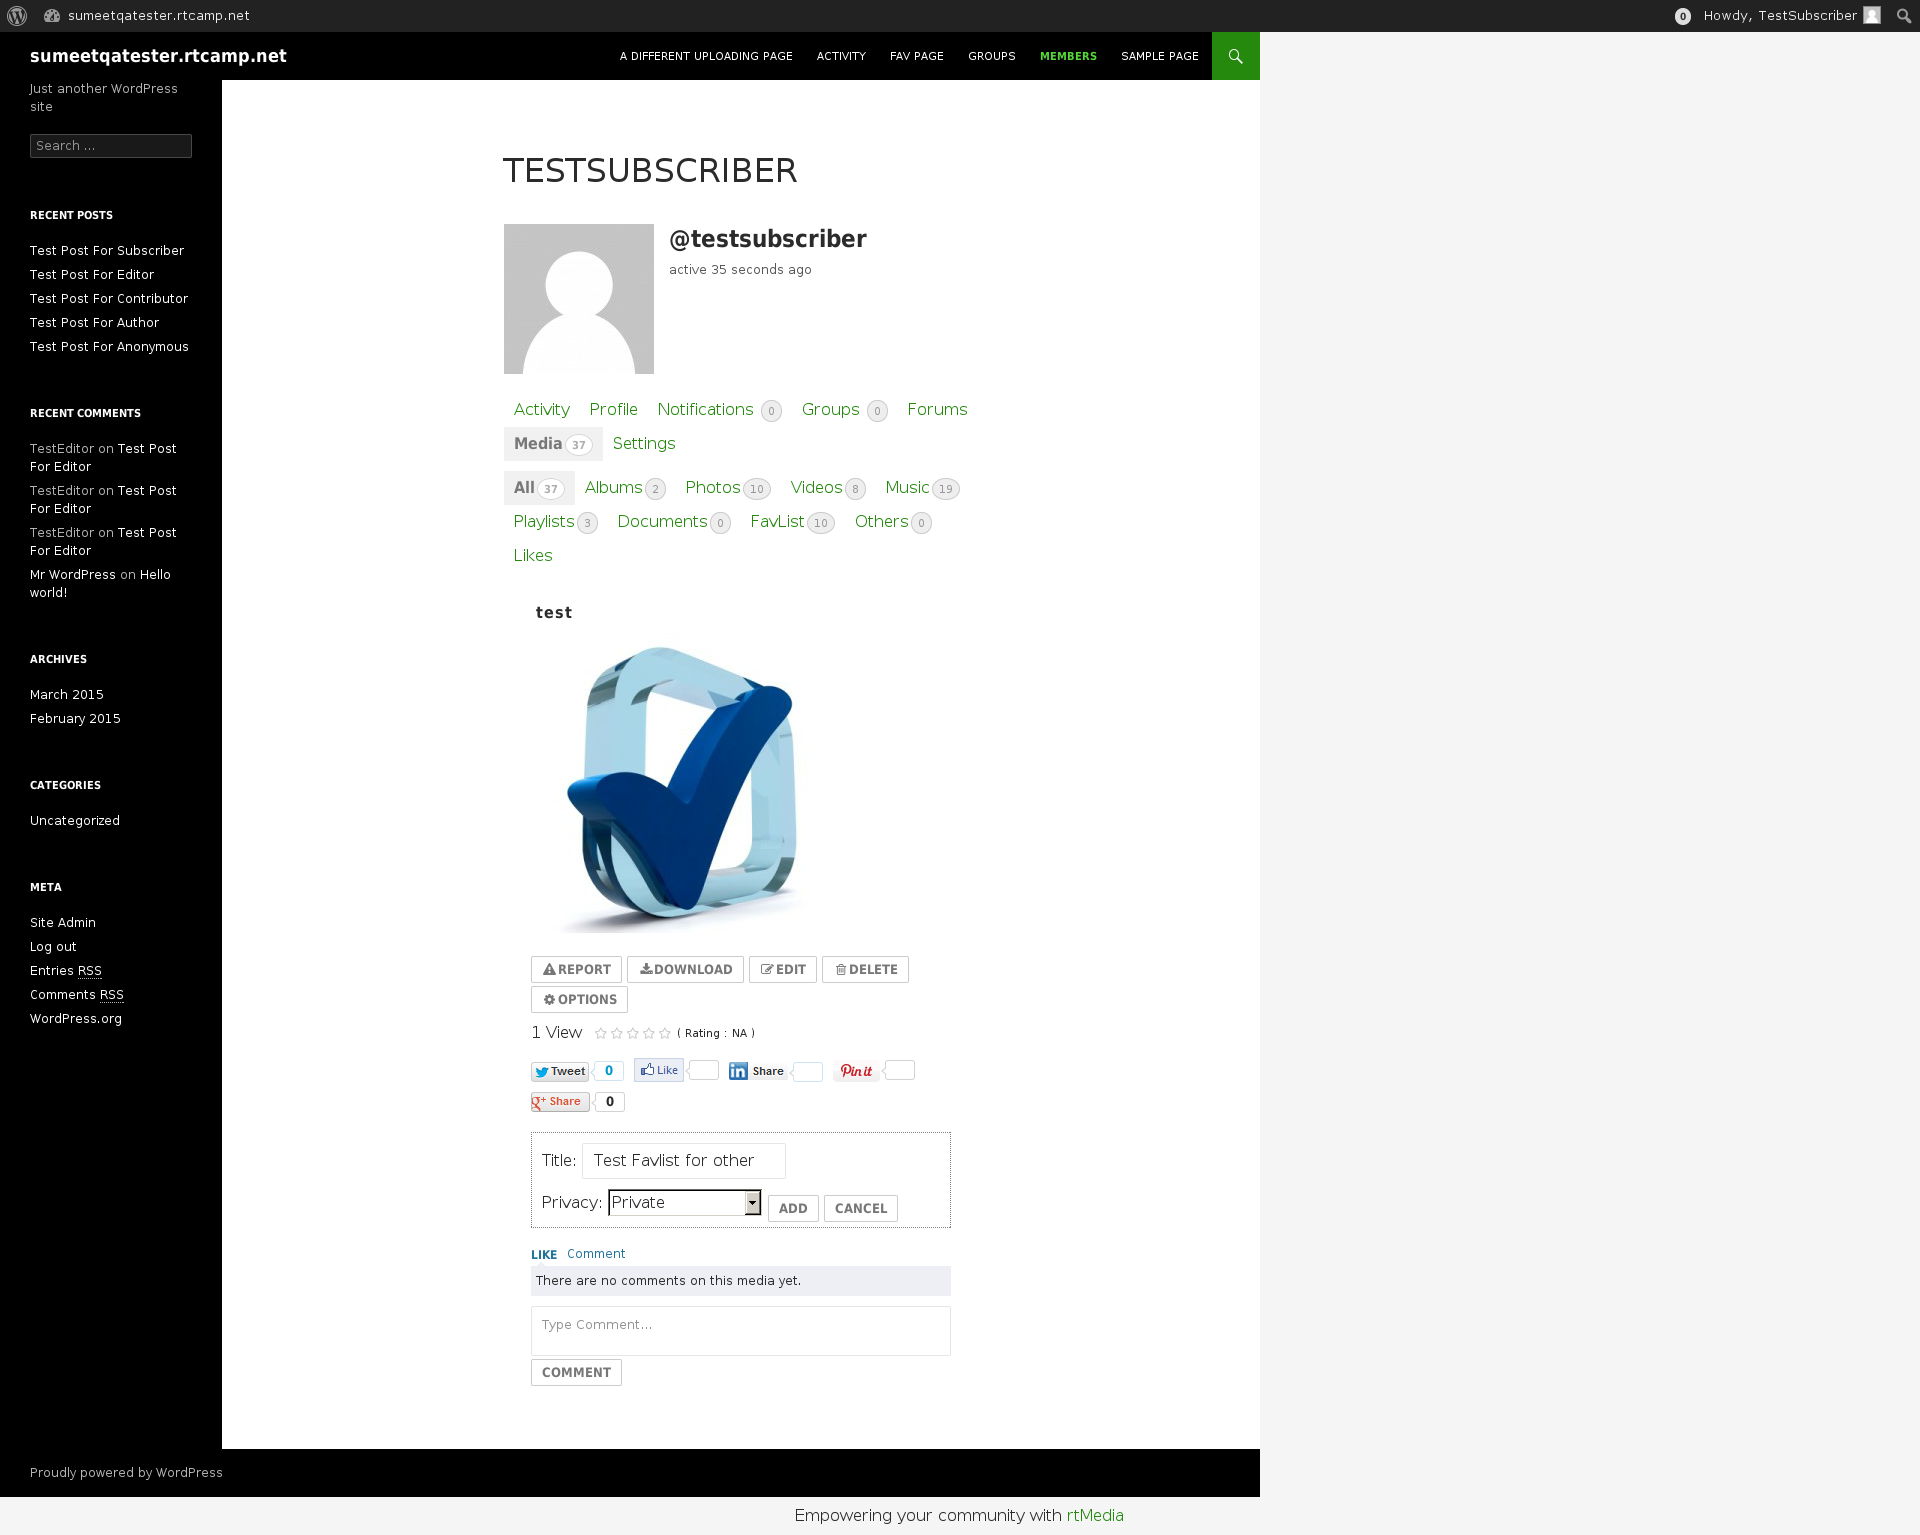 sumeetqatester.rtcamp.net
0 Howdy, TestSubscriber
sumeetqatester.rtcamp.net
A DIFFERENT UPLOADING PAGE ACTIVITY FAV PAGE GROUPS MEMBERS SAMPLE PAGE
Just another WordPress
site
Search ...
RECENT POSTS
Test Post For Subscriber
Test Post For Editor
Test Post For Contributor
Test Post For Author
Test Post For Anonymous
RECENT COMMENTS
TestEditor on Test Post
For Editor
TestEditor on Test Post
For Editor
TestEditor on Test Post
For Editor
Mr WordPress on Hello
world!
ARCHIVES
March 2015
February 2015
CATEGORIES
Uncategorized
META
Site Admin
Log out
Entries RSS
Comments RSS
WordPress.org
TESTSUBSCRIBER
@testsubscriber
active 35 seconds ago
Activity Profile Notifications 0 Groups 0 Forums
Media 37 Settings
All 37 Albums 2 Photos 10 Videos 8 Music 19
Playlists 3 Documents 0 FavList 10 Others 0
Likes
test
REPORT DOWNLOAD EDIT DELETE
OPTIONS
1 View ( Rating : NA )
Tweet 0 Like in Share Pin it
g+ Share 0
Title: Test Favlist for other
Privacy: Private ADD CANCEL
LIKE Comment
There are no comments on this media yet.
Type Comment...
COMMENT
Proudly powered by WordPress
Empowering your community with rtMedia